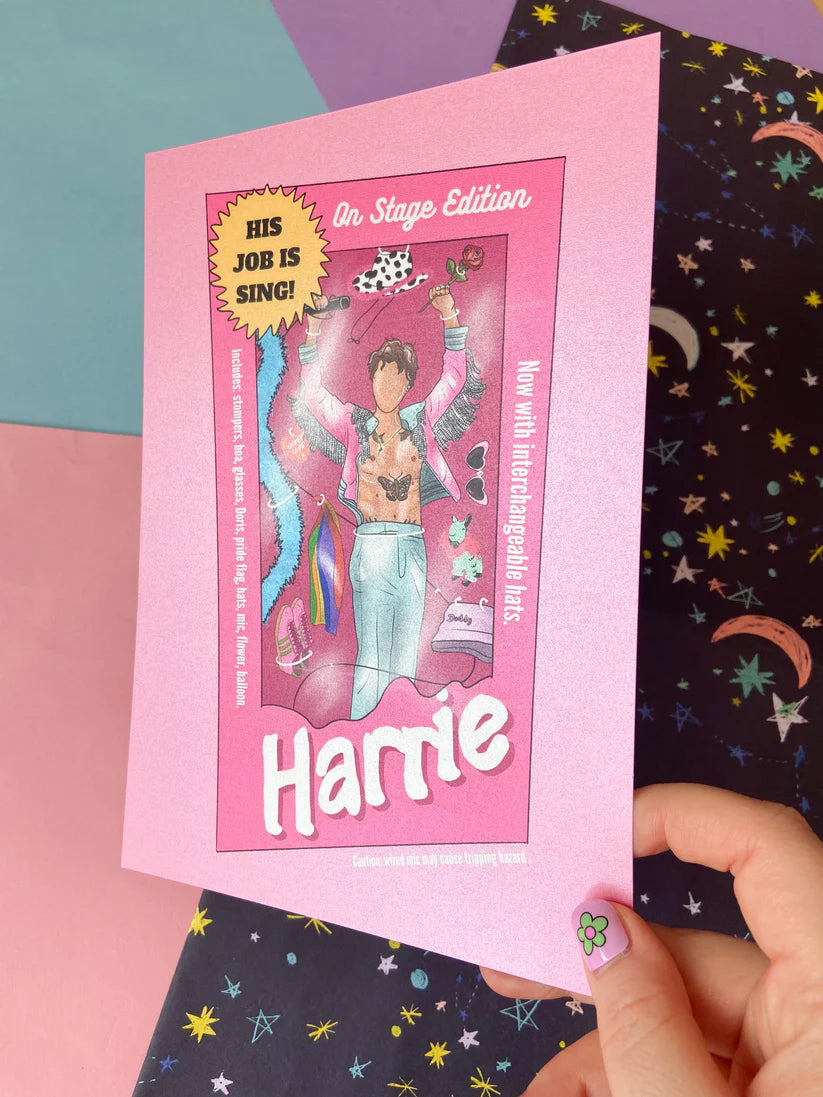 On Stage Edition
HIS
JOB IS
SING!
Includes: stompers, boa, glasses, Doris, pride flag, hats, mic, flower, balloon.
Now with interchangeable hats.
Daddy
Harrie
Caution: wired mic may cause tripping hazard.